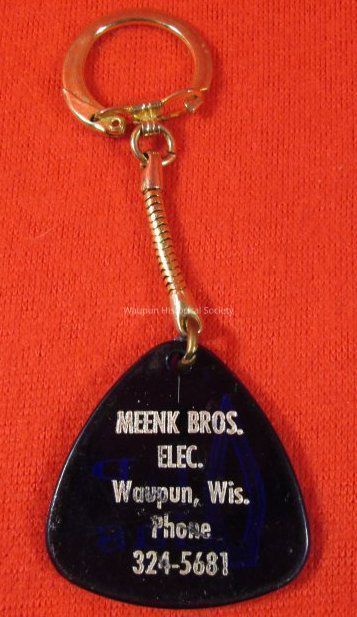 Waupun Historical Society
MEENK BROS.
ELEC.
Waupun, Wis.
Phone
324-5681